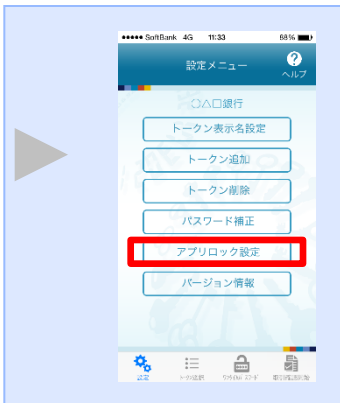 SoftBank 4G 11:33 88%
設定メニュー
?
ヘルプ
○△□銀行
トークン表示名設定
トークン追加
トークン削除
パスワード補正
アプリロック設定
バージョン情報
設定